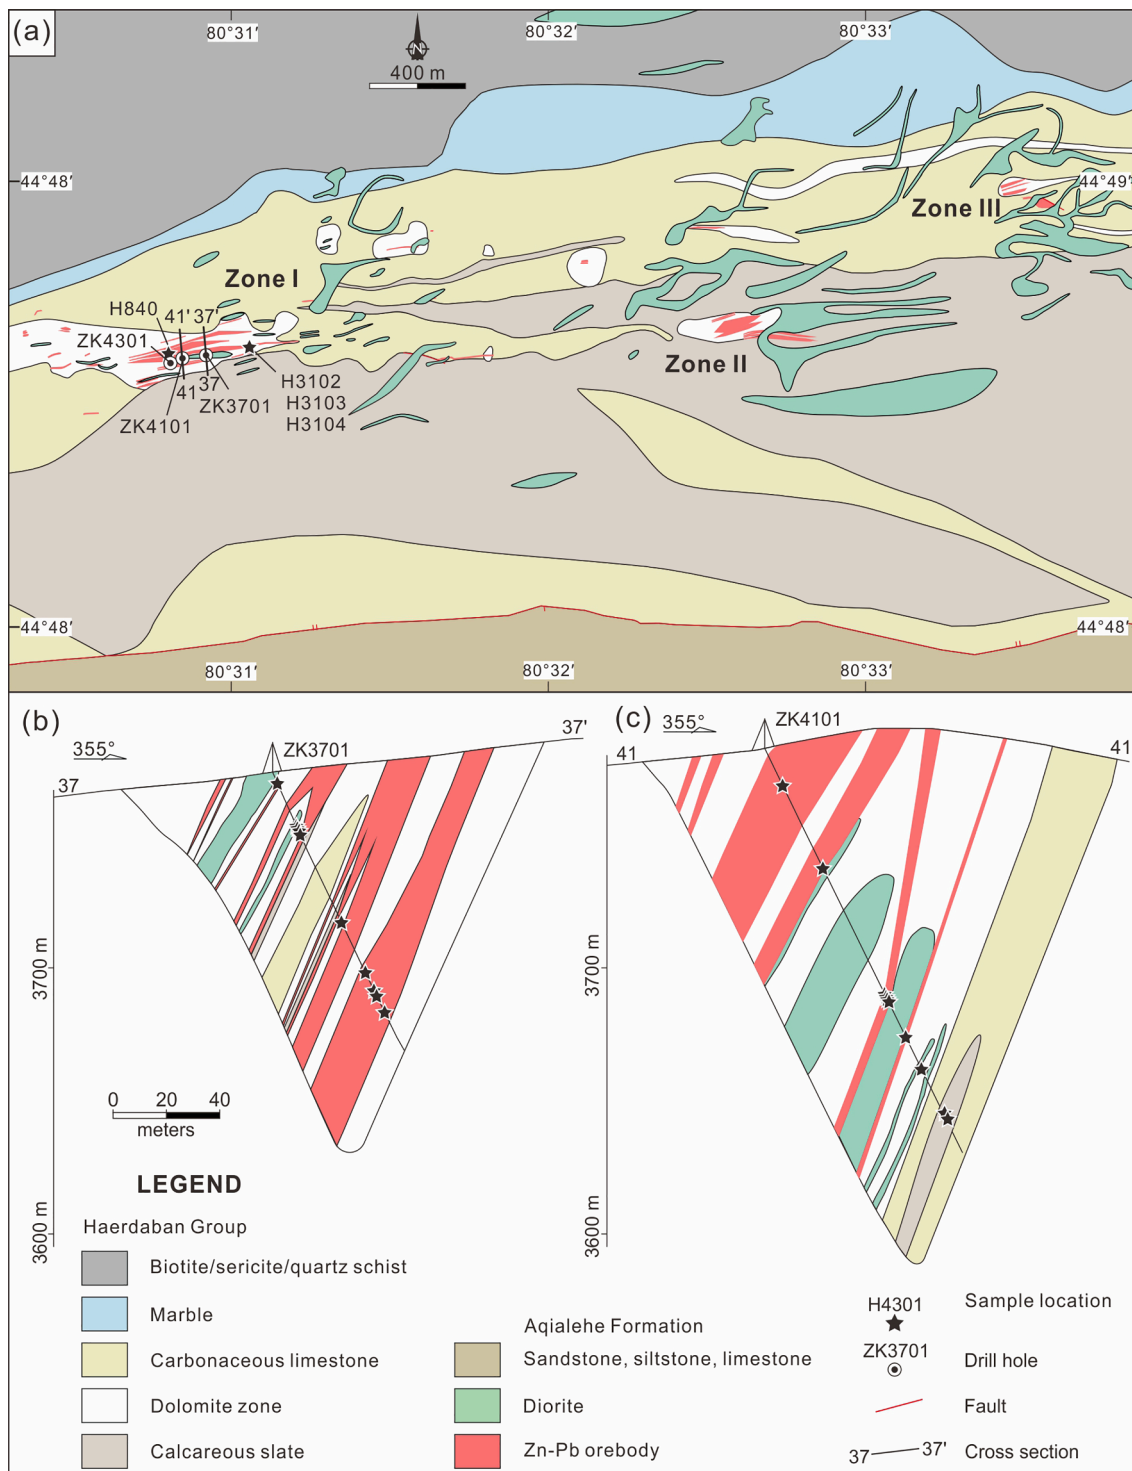 (a)
80°31′
80°32′
80°33′
N
400 m
44°48′
44°49′
Zone III
Zone I
H840
41'
37'
ZK4301
Zone II
41
37
H3102
ZK3701
H3103
ZK4101
H3104
44°48′
44°48′
80°31′
80°32′
80°33′
(b)
355°
ZK3701
37'
37
3700 m
3600 m
0 20 40
meters
(c)
355°
ZK4101
41
41'
3700 m
3600 m
LEGEND
Haerdaban Group
Biotite/sericite/quartz schist
Marble
Carbonaceous limestone
Dolomite zone
Calcareous slate
Aqialehe Formation
Sandstone, siltstone, limestone
Diorite
Zn-Pb orebody
H4301
Sample location
ZK3701
Drill hole
Fault
37 37'
Cross section